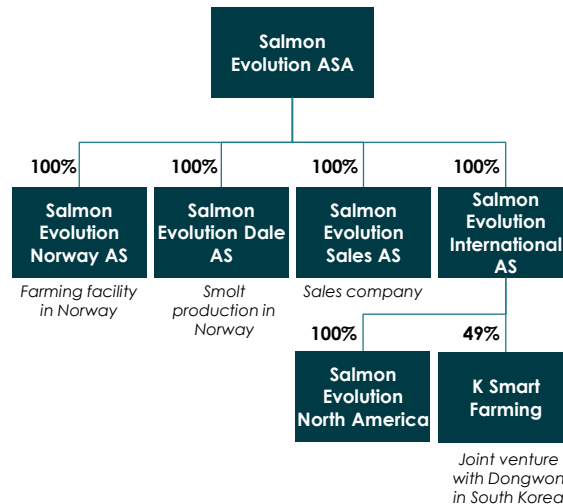 Salmon
Evolution ASA
100%
100%
100%
100%
Salmon
Evolution
Norway AS
Salmon
Evolution Dale
AS
Salmon
Evolution
Sales AS
Salmon
Evolution
International
AS
Farming facility
in Norway
Smolt
production in
Norway
Sales company
100%
49%
Salmon
Evolution
North America
K Smart
Farming
Joint venture
with Dongwon
in South Korea